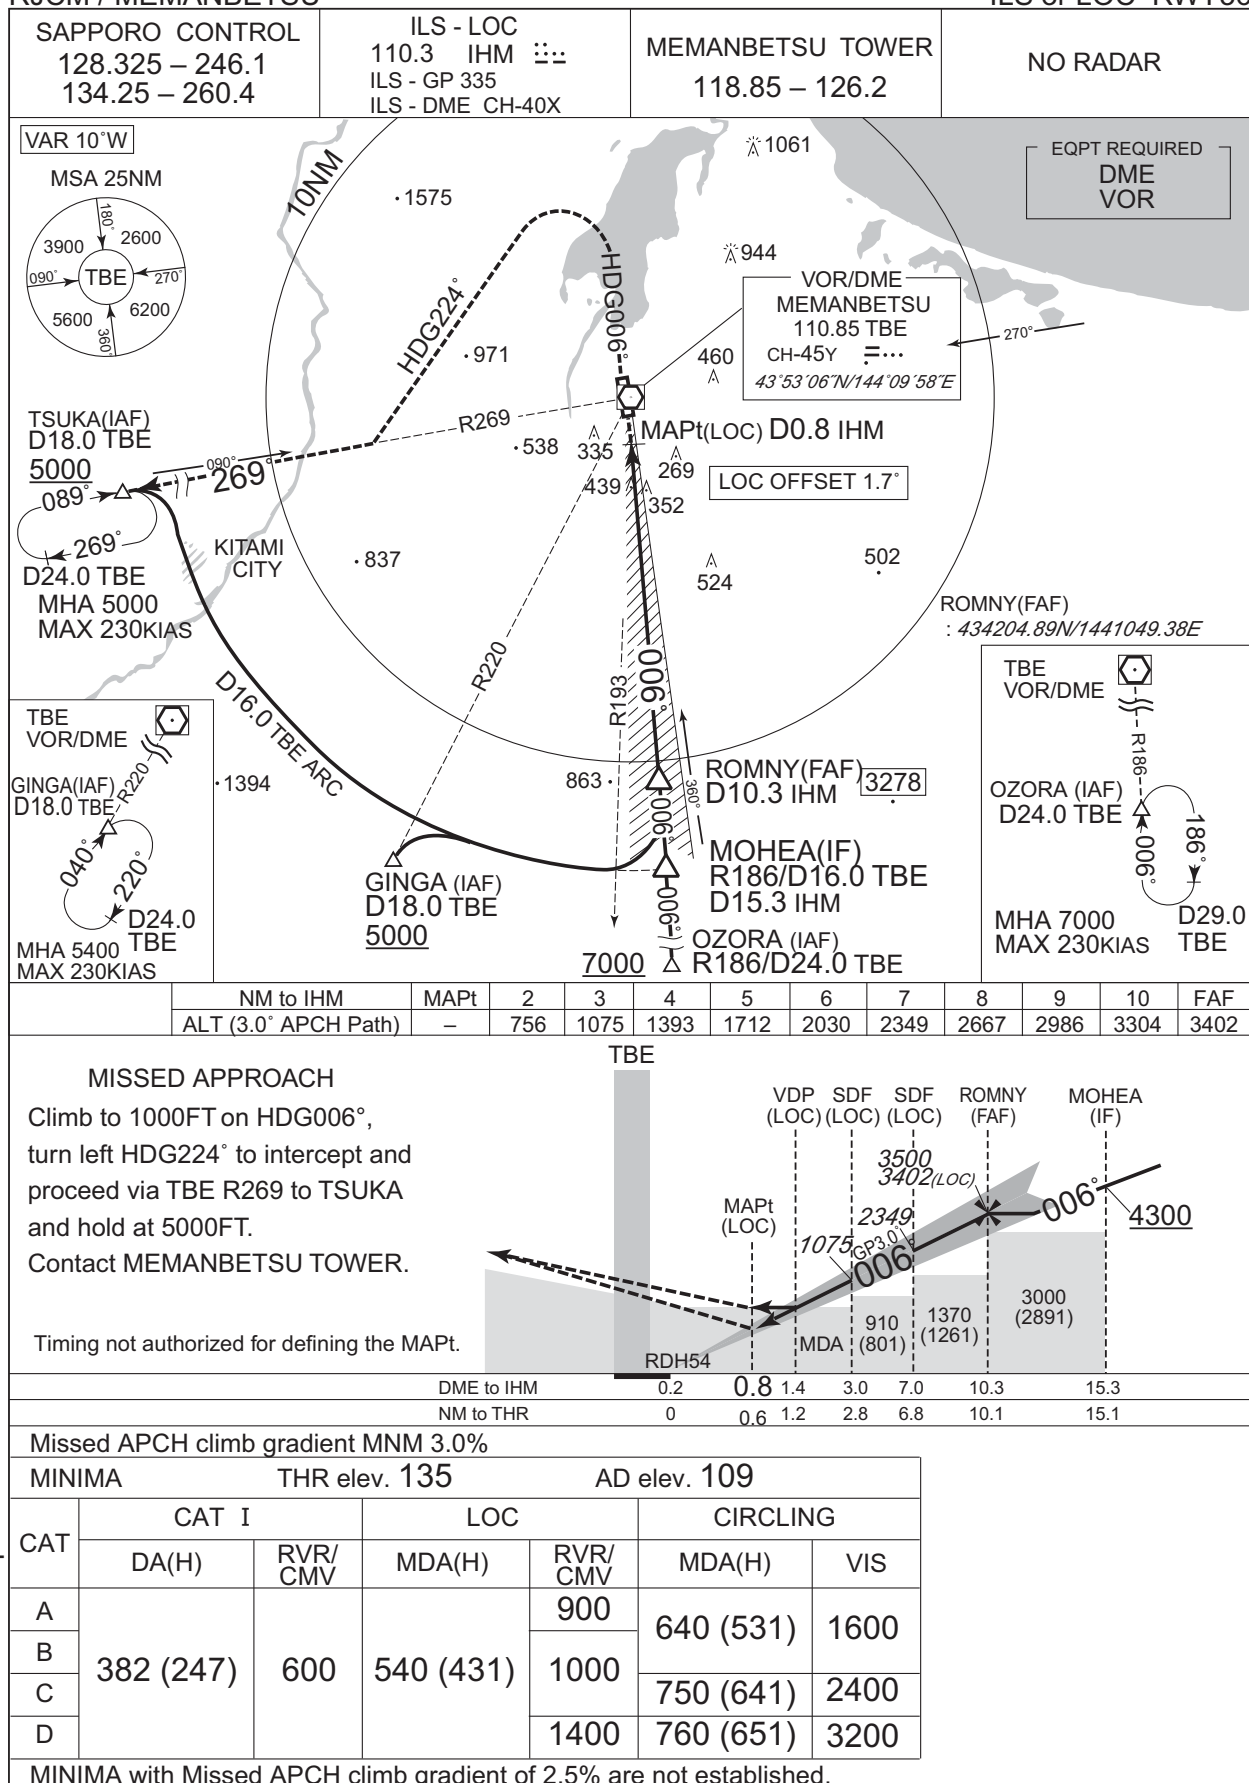 SAPPORO CONTROL
128.325 – 246.1
134.25 – 260.4
ILS - LOC
110.3 IHM
ILS - GP 335
ILS - DME CH-40X
MEMANBETSU TOWER
118.85 – 126.2
NO RADAR
VAR 10°W
MSA 25NM
180°
3900
2600
090°
TBE
270°
5600
6200
360°
10NM
1575
1061
EQPT REQUIRED
DME
VOR
944
HDG224°
HDG006°
VOR/DME
MEMANBETSU
110.85 TBE
CH-45Y
43°53´06˝N/144°09´58˝E
270°
971
460
TSUKA(IAF)
D18.0 TBE
5000
R269
538
335
MAPt(LOC) D0.8 IHM
090°
269°
269
439
352
LOC OFFSET 1.7°
089°
269°
D24.0 TBE
MHA 5000
MAX 230KIAS
KITAMI
CITY
837
524
502
ROMNY(FAF)
: 434204.89N/1441049.38E
R220
R193
006°
D16.0 TBE ARC
TBE
VOR/DME
R220
GINGA(IAF)
D18.0 TBE
040°
220°
D24.0
TBE
MHA 5400
MAX 230KIAS
1394
863
ROMNY(FAF)
D10.3 IHM
3278
360°
006°
MOHEA(IF)
R186/D16.0 TBE
D15.3 IHM
GINGA (IAF)
D18.0 TBE
5000
006°
OZORA (IAF)
7000
R186/D24.0 TBE
TBE
VOR/DME
R186
OZORA (IAF)
D24.0 TBE
006°
186°
MHA 7000
MAX 230KIAS
D29.0
TBE
NM to IHM MAPt 2 3 4 5 6 7 8 9 10 FAF
ALT (3.0° APCH Path) – 756 1075 1393 1712 2030 2349 2667 2986 3304 3402
MISSED APPROACH
Climb to 1000FT on HDG006°,
turn left HDG224° to intercept and
proceed via TBE R269 to TSUKA
and hold at 5000FT.
Contact MEMANBETSU TOWER.
Timing not authorized for defining the MAPt.
TBE
VDP SDF SDF ROMNY MOHEA
(LOC) (LOC) (LOC) (FAF) (IF)
3500
3402(LOC)
MAPt
(LOC)
2349
1075
GP3.0°
006°
006°
4300
MDA
910
(801)
1370
(1261)
3000
(2891)
RDH54
DME to IHM 0.2 0.8 1.4 3.0 7.0 10.3 15.3
NM to THR 0 0.6 1.2 2.8 6.8 10.1 15.1
Missed APCH climb gradient MNM 3.0%
MINIMA THR elev. 135 AD elev. 109
CAT CAT I LOC CIRCLING
DA(H) RVR/CMV MDA(H) RVR/CMV MDA(H) VIS
A 900
B 640 (531) 1600
382 (247) 600 540 (431) 1000
C 750 (641) 2400
D 1400 760 (651) 3200
MINIMA with Missed APCH climb gradient of 2.5% are not established.